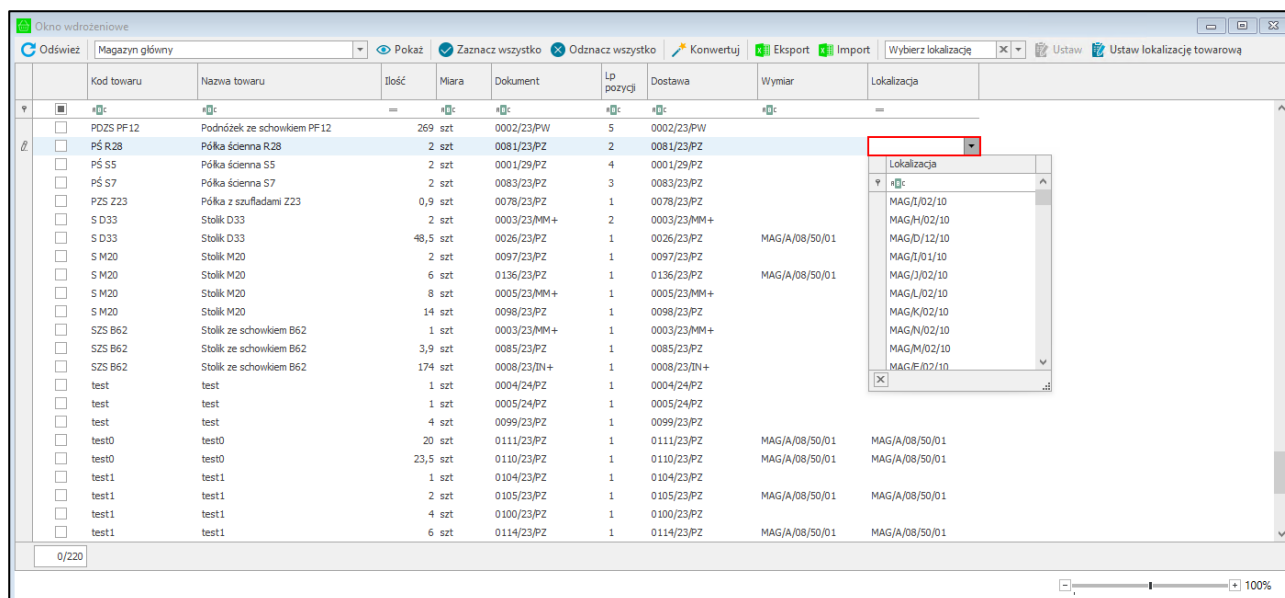 Okno wdrożeniowe
Odśwież Magazyn główny Pokaż Zaznacz wszystko Odznacz wszystko Konwertuj Eksport Import Wybierz lokalizację Ustaw Ustaw lokalizację towarową
Kod towaru Nazwa towaru Ilość Miara Dokument Lp pozycji Dostawa Wymiar Lokalizacja
PDZS PF12 Podnóżek ze schowkiem PF12 269 szt 0002/23/PW 5 0002/23/PW
PŚ R28 Półka ścienna R28 2 szt 0081/23/PZ 2 0081/23/PZ
PŚ S5 Półka ścienna S5 2 szt 0001/29/PZ 4 0001/29/PZ Lokalizacja
PŚ S7 Półka ścienna S7 2 szt 0083/23/PZ 3 0083/23/PZ
PZS Z23 Półka z szufladami Z23 0,9 szt 0078/23/PZ 1 0078/23/PZ MAG/I/02/10
S D33 Stolik D33 2 szt 0003/23/MM+ 2 0003/23/MM+ MAG/H/02/10
S D33 Stolik D33 48,5 szt 0026/23/PZ 1 0026/23/PZ MAG/A/08/50/01 MAG/D/12/10
S M20 Stolik M20 2 szt 0097/23/PZ 1 0097/23/PZ MAG/I/01/10
S M20 Stolik M20 6 szt 0136/23/PZ 1 0136/23/PZ MAG/A/08/50/01 MAG/J/02/10
S M20 Stolik M20 8 szt 0005/23/MM+ 1 0005/23/MM+ MAG/L/02/10
S M20 Stolik M20 14 szt 0098/23/PZ 1 0098/23/PZ MAG/K/02/10
SZS B62 Stolik ze schowkiem B62 1 szt 0003/23/MM+ 1 0003/23/MM+ MAG/N/02/10
SZS B62 Stolik ze schowkiem B62 3,9 szt 0085/23/PZ 1 0085/23/PZ MAG/M/02/10
SZS B62 Stolik ze schowkiem B62 174 szt 0008/23/IN+ 1 0008/23/IN+ MAG/E/02/10
test test 1 szt 0004/24/PZ 1 0004/24/PZ
test test 1 szt 0005/24/PZ 1 0005/24/PZ
test test 4 szt 0099/23/PZ 1 0099/23/PZ
test0 test0 20 szt 0111/23/PZ 1 0111/23/PZ MAG/A/08/50/01 MAG/A/08/50/01
test0 test0 23,5 szt 0110/23/PZ 1 0110/23/PZ MAG/A/08/50/01 MAG/A/08/50/01
test1 test1 1 szt 0104/23/PZ 1 0104/23/PZ
test1 test1 2 szt 0105/23/PZ 1 0105/23/PZ MAG/A/08/50/01 MAG/A/08/50/01
test1 test1 4 szt 0100/23/PZ 1 0100/23/PZ
test1 test1 6 szt 0114/23/PZ 1 0114/23/PZ MAG/A/08/50/01 MAG/A/08/50/01
0/220
100%